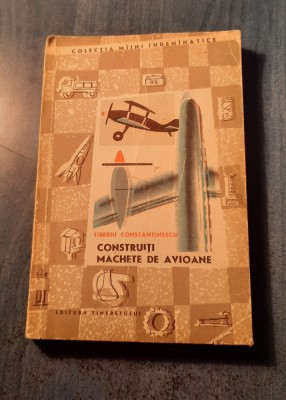 COLECȚIA MÎINI ÎNDEMÎNATICE
TIBERIU CONSTANTINESCU
CONSTRUIȚI
MACHETE DE AVIOANE
EDITURA TINERETULUI